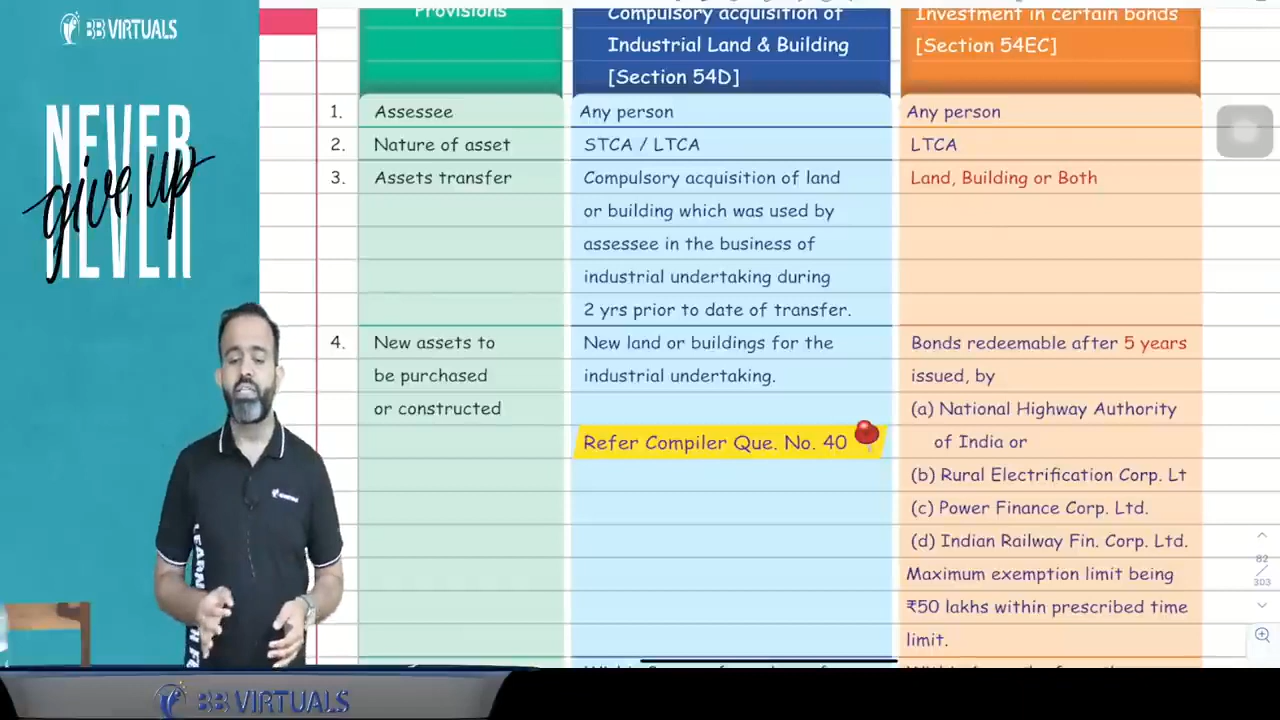 BB VIRTUALS
NEVER
give up
NEVER
Provisions
Compulsory acquisition of
Industrial Land & Building
[Section 54D]
Investment in certain bonds
[Section 54EC]
1. Assessee Any person Any person
2. Nature of asset STCA / LTCA LTCA
3. Assets transfer Compulsory acquisition of land Land, Building or Both
or building which was used by
assessee in the business of
industrial undertaking during
2 yrs prior to date of transfer.
4. New assets to New land or buildings for the Bonds redeemable after 5 years
be purchased industrial undertaking. issued, by
or constructed (a) National Highway Authority
Refer Compiler Que. No. 40 of India or
(b) Rural Electrification Corp. Lt
(c) Power Finance Corp. Ltd.
(d) Indian Railway Fin. Corp. Ltd.
Maximum exemption limit being
₹50 lakhs within prescribed time
limit.
82
303
BB VIRTUALS